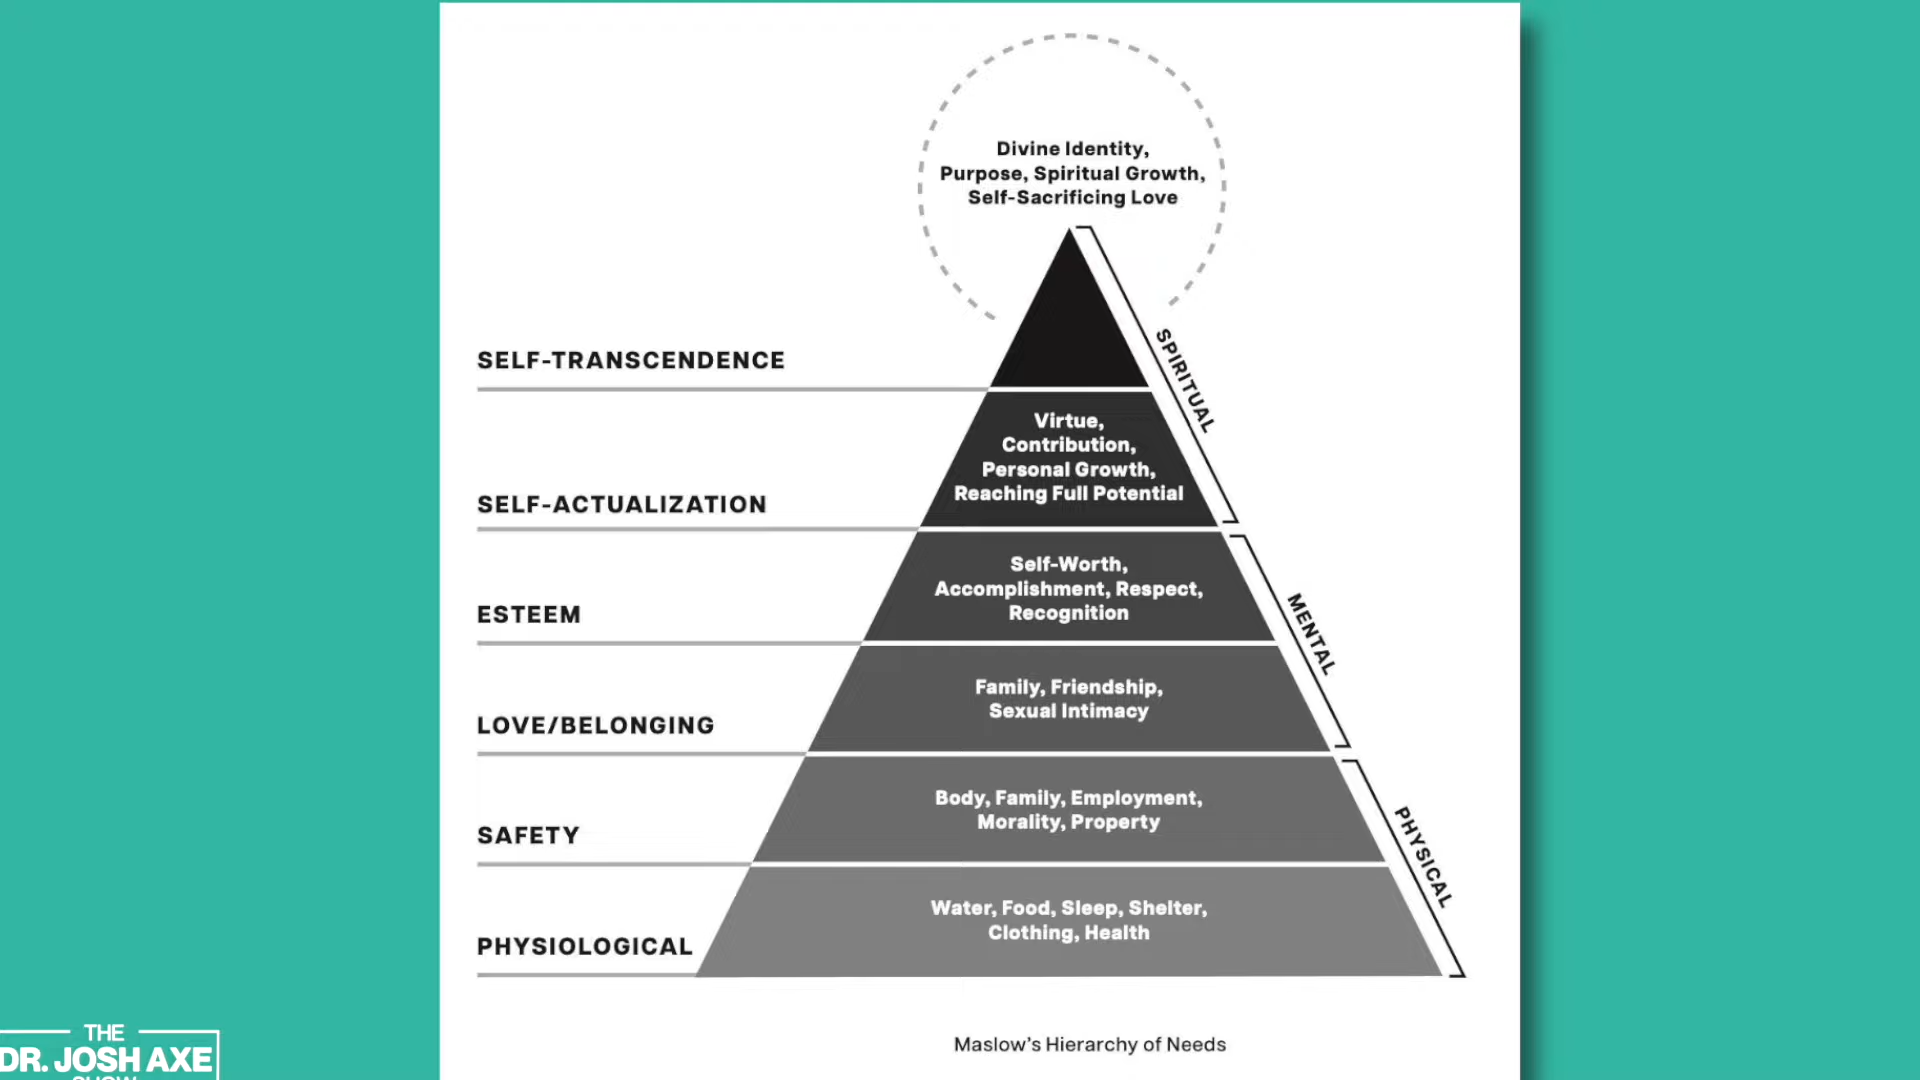 Divine Identity,
Purpose, Spiritual Growth,
Self-Sacrificing Love
SELF-TRANSCENDENCE
SPIRITUAL
Virtue,
Contribution,
Personal Growth,
Reaching Full Potential
SELF-ACTUALIZATION
Self-Worth,
Accomplishment, Respect,
Recognition
ESTEEM
MENTAL
Family, Friendship,
Sexual Intimacy
LOVE/BELONGING
Body, Family, Employment,
Morality, Property
SAFETY
PHYSICAL
Water, Food, Sleep, Shelter,
Clothing, Health
PHYSIOLOGICAL
Maslow's Hierarchy of Needs
THE
DR. JOSH AXE
SHOW